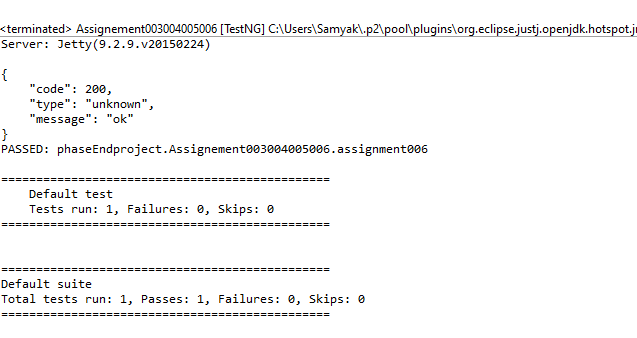 <terminated> Assignement003004005006 [TestNG] C:\Users\Samyak\.p2\pool\plugins\org.eclipse.justj.openjdk.hotspot.jr
Server: Jetty(9.2.9.v20150224)
{
    "code": 200,
    "type": "unknown",
    "message": "ok"
}
PASSED: phaseEndproject.Assignement003004005006.assignment006
===============================================
    Default test
    Tests run: 1, Failures: 0, Skips: 0
===============================================
===============================================
Default suite
Total tests run: 1, Passes: 1, Failures: 0, Skips: 0
===============================================